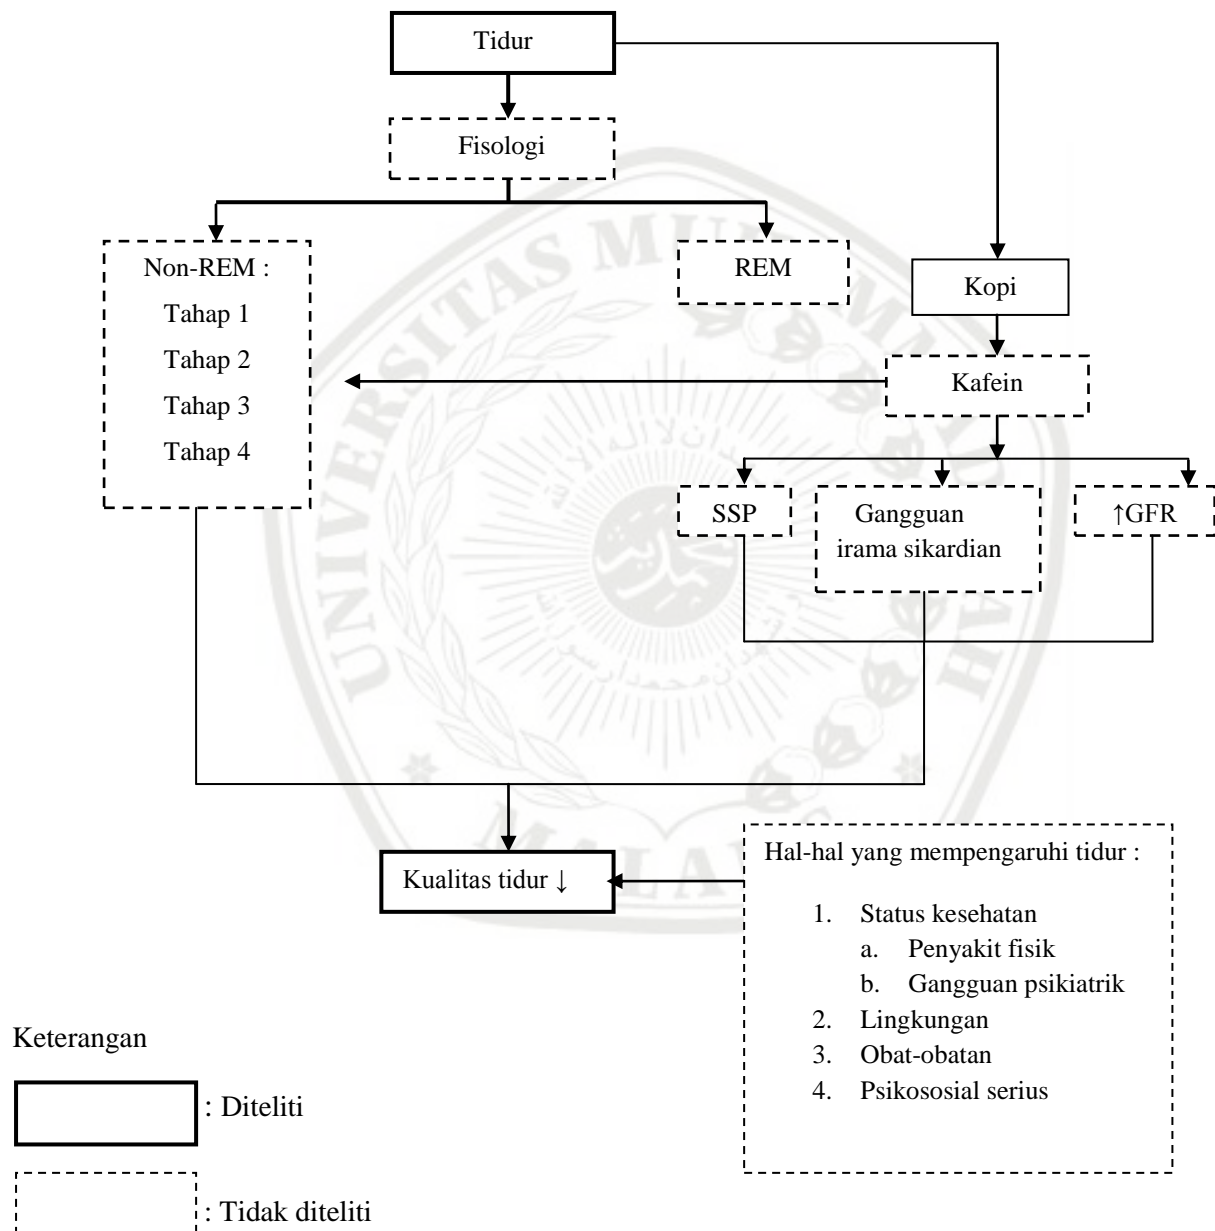 Tidur
Fisologi
Non-REM :
Tahap 1
Tahap 2
Tahap 3
Tahap 4
REM
Kopi
Kafein
SSP
Gangguan
irama sikardian
↑GFR
Kualitas tidur ↓
Hal-hal yang mempengaruhi tidur :
1. Status kesehatan
a. Penyakit fisik
b. Gangguan psikiatrik
2. Lingkungan
3. Obat-obatan
4. Psikososial serius
Keterangan
: Diteliti
: Tidak diteliti